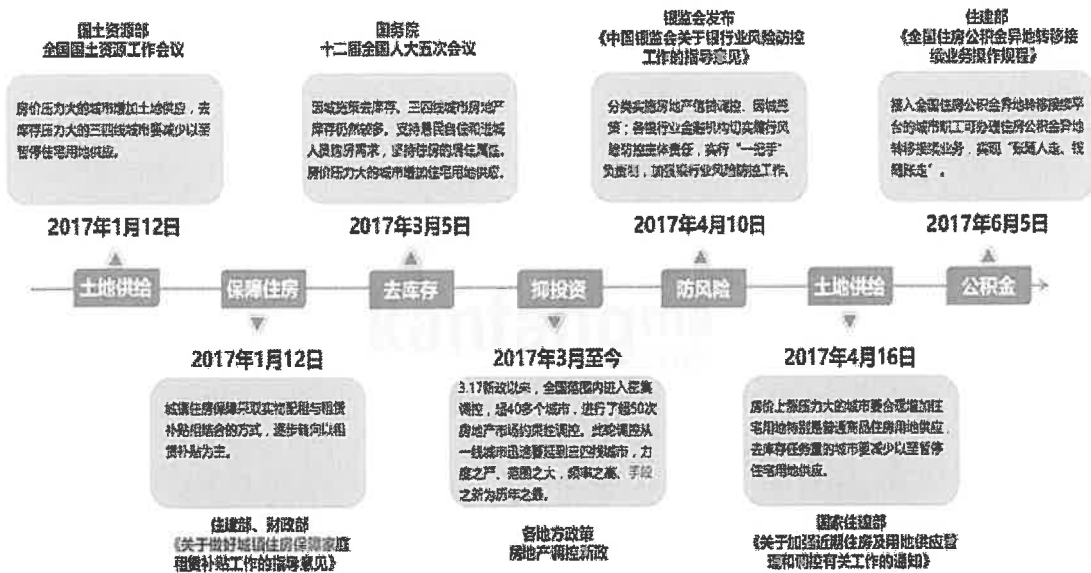 国土资源部
全国国土资源工作会议
房价压力大的城市增加土地供应，去
库存压力大的三四线城市要减少以至
暂停住宅用地供应。
2017年1月12日
国务院
十二届全国人大五次会议
因城施策去库存。三四线城市房地产
库存仍然较多。支持居民自住和进城
人员购房需求，坚持住房的居住属性。
房价压力大的城市增加住宅用地供应。
2017年3月5日
银监会发布
《中国银监会关于银行业风险防控
工作的指导意见》
分类实施房地产信贷调控、因城施
策；各银行业金融机构切实履行风
险防控主体责任，实行“一把手”
负责制，加强银行业风险防控工作。
2017年4月10日
住建部
《全国住房公积金异地转移接
续业务操作规程》
接入全国住房公积金异地转移接续平
台的城市职工可办理住房公积金异地
转移接续业务，实现“账随人走、钱
随账走”。
2017年6月5日
土地供给
保障住房
去库存
抑投资
防风险
土地供给
公积金
2017年1月12日
城镇住房保障采取实物配租与租赁
补贴相结合的方式，逐步转向以租
赁补贴为主。
住建部、财政部
《关于做好城镇住房保障家庭
租赁补贴工作的指导意见》
2017年3月至今
3.17新政以来，全国范围内进入密集
调控，超40多个城市，进行了超50次
房地产市场约束性调控。此轮调控从
一线城市迅速蔓延到三四线城市，力
度之严、范围之大，频率之高、手段
之新为历年之最。
各地方政策
房地产调控新政
2017年4月16日
房价上涨压力大的城市要合理增加住
宅用地特别是普通商品住房用地供应，
去库存任务重的城市要减少以至暂停
住宅用地供应。
国家住建部
《关于加强近期住房及用地供应管
理和调控有关工作的通知》